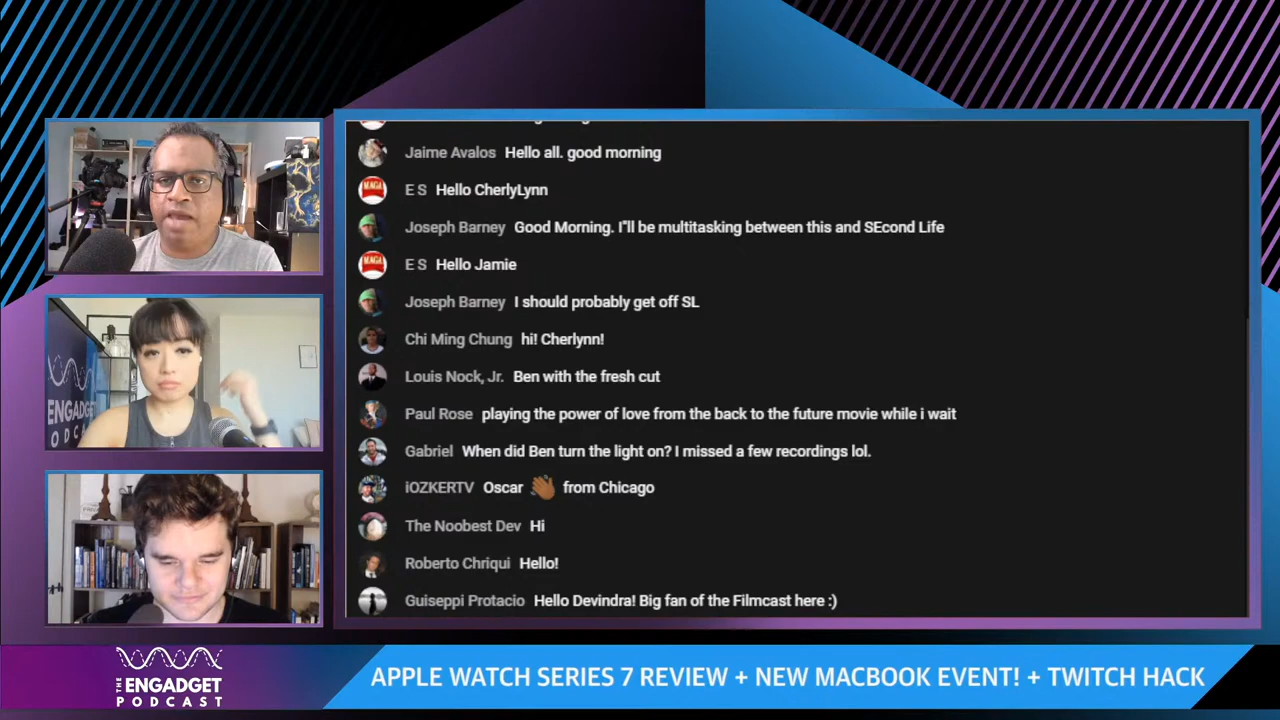 Jaime Avalos Hello all. good morning
E S Hello CherlyLynn
Joseph Barney Good Morning. I"ll be multitasking between this and SEcond Life
E S Hello Jamie
Joseph Barney I should probably get off SL
Chi Ming Chung hi! Cherlynn!
Louis Nock, Jr. Ben with the fresh cut
Paul Rose playing the power of love from the back to the future movie while i wait
Gabriel When did Ben turn the light on? I missed a few recordings lol.
iOZKERTV Oscar 👋🏾 from Chicago
The Noobest Dev Hi
Roberto Chriqui Hello!
Guiseppi Protacio Hello Devindra! Big fan of the Filmcast here :)
MAGA
MAGA
ENGADGET
THE ENGADGET
PODCAST
APPLE WATCH SERIES 7 REVIEW + NEW MACBOOK EVENT! + TWITCH HACK